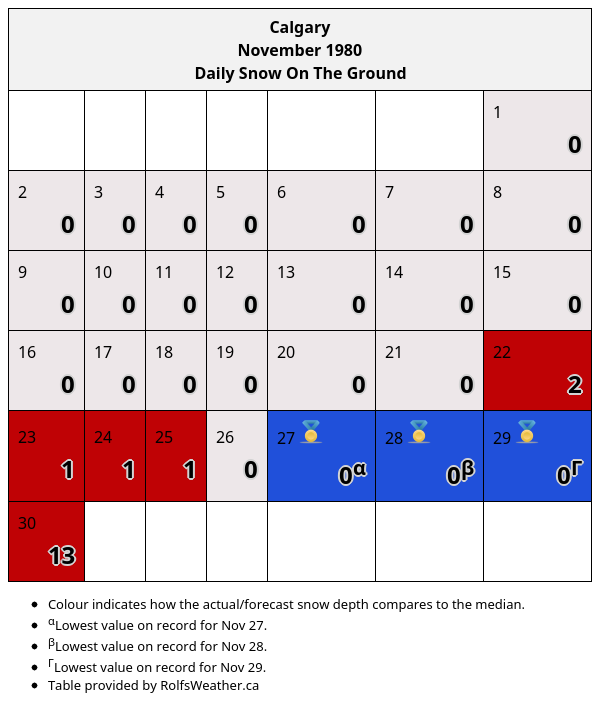 Calgary
November 1980
Daily Snow On The Ground
1
0
2 3 4 5 6 7 8
0 0 0 0 0 0 0
9 10 11 12 13 14 15
0 0 0 0 0 0 0
16 17 18 19 20 21 22
0 0 0 0 0 0 2
23 24 25 26 27 28 29
1 1 1 0 0α 0β 0Γ
30
13
Colour indicates how the actual/forecast snow depth compares to the median.
αLowest value on record for Nov 27.
βLowest value on record for Nov 28.
ΓLowest value on record for Nov 29.
Table provided by RolfsWeather.ca